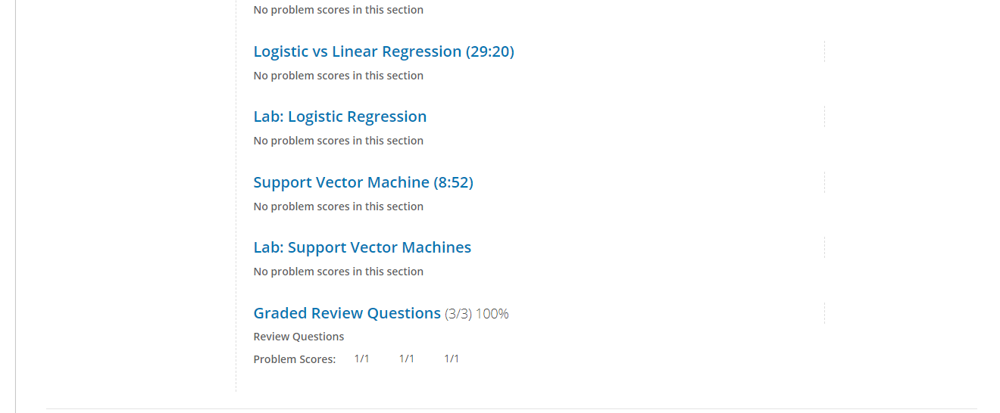 No problem scores in this section
Logistic vs Linear Regression (29:20)
No problem scores in this section
Lab: Logistic Regression
No problem scores in this section
Support Vector Machine (8:52)
No problem scores in this section
Lab: Support Vector Machines
No problem scores in this section
Graded Review Questions (3/3) 100%
Review Questions
Problem Scores: 1/1 1/1 1/1